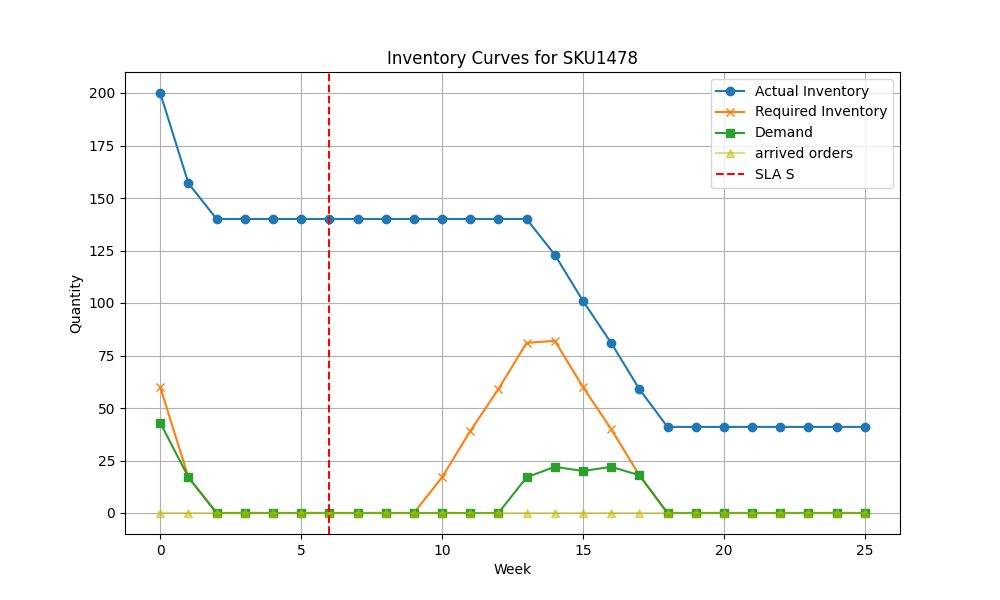 Inventory Curves for SKU1478
Actual Inventory
Required Inventory
Demand
arrived orders
SLA S
Quantity
200
175
150
125
100
75
50
25
0
0 5 10 15 20 25
Week